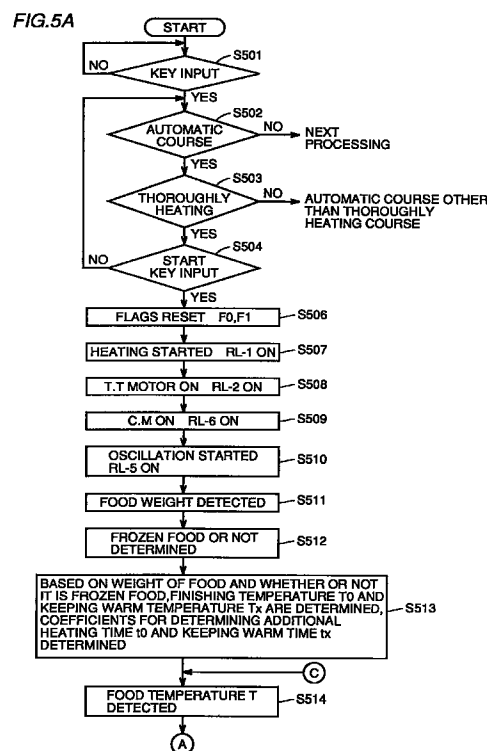 FIG.5A
START
S501
NO
KEY INPUT
YES
S502
AUTOMATIC
COURSE
NO
NEXT
PROCESSING
YES
S503
THOROUGHLY
HEATING
NO
AUTOMATIC COURSE OTHER
THAN THOROUGHLY
HEATING COURSE
YES
S504
NO
START
KEY INPUT
YES
FLAGS RESET F0,F1
S506
HEATING STARTED RL-1 ON
S507
T.T MOTOR ON RL-2 ON
S508
C.M ON RL-6 ON
S509
OSCILLATION STARTED
RL-5 ON
S510
FOOD WEIGHT DETECTED
S511
FROZEN FOOD OR NOT
DETERMINED
S512
BASED ON WEIGHT OF FOOD AND WHETHER OR NOT
IT IS FROZEN FOOD,FINISHING TEMPERATURE T0 AND
KEEPING WARM TEMPERATURE Tx ARE DETERMINED,
COEFFICIENTS FOR DETERMINING ADDITIONAL
HEATING TIME t0 AND KEEPING WARM TIME tx
DETERMINED
S513
C
FOOD TEMPERATURE T
DETECTED
S514
A